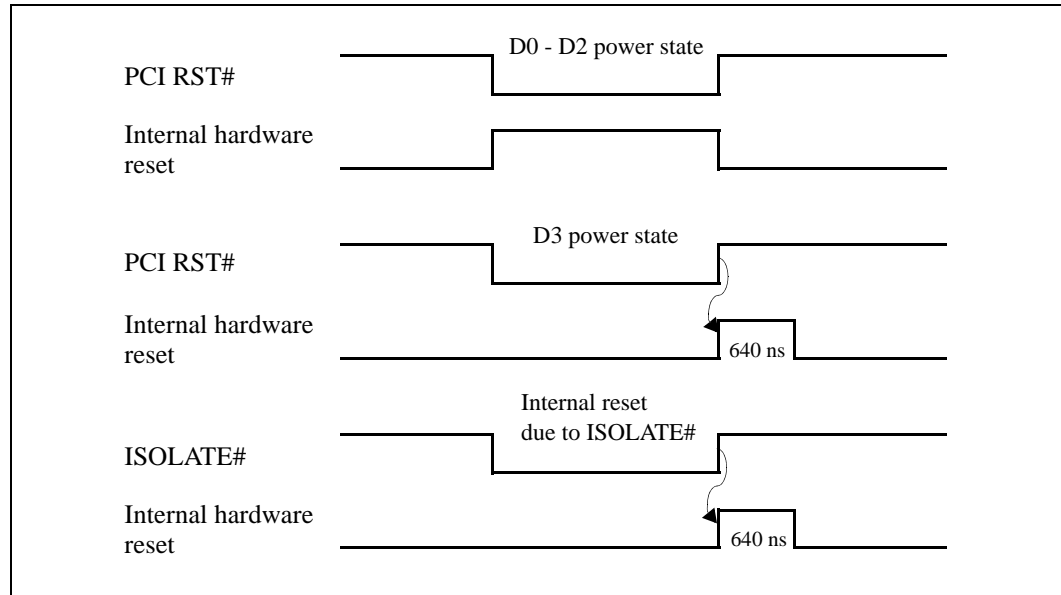 D0 - D2 power state
PCI RST#
Internal hardware
reset
D3 power state
PCI RST#
Internal hardware
reset
640 ns
Internal reset
due to ISOLATE#
ISOLATE#
Internal hardware
reset
640 ns